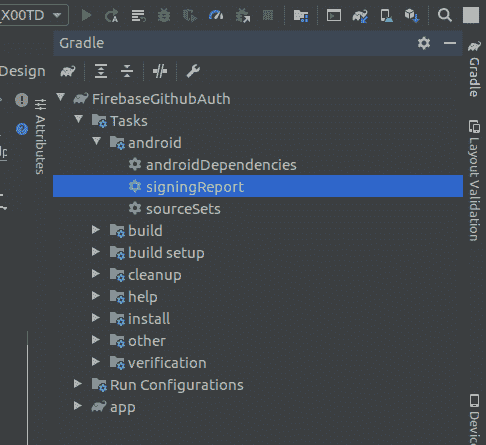 X00TD
Gradle
Design
FirebaseGithubAuth
Tasks
android
androidDependencies
signingReport
sourceSets
build
build setup
cleanup
help
install
other
verification
Run Configurations
app
Attributes
Gradle
Layout Validation